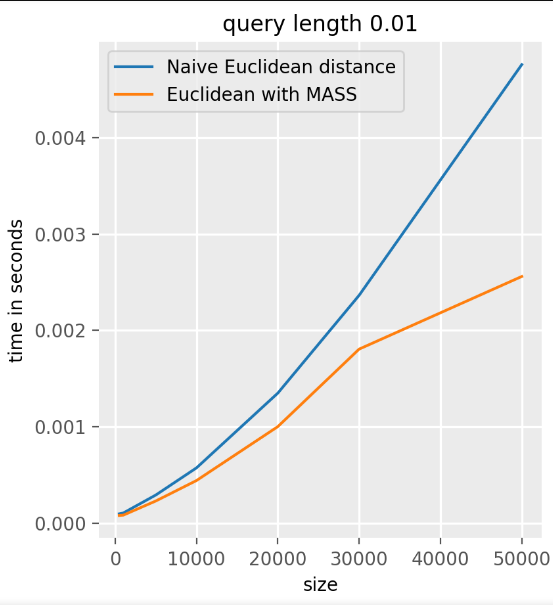 query length 0.01
Naive Euclidean distance
Euclidean with MASS
0.004
0.003
0.002
0.001
0.000
time in seconds
0 10000 20000 30000 40000 50000
size